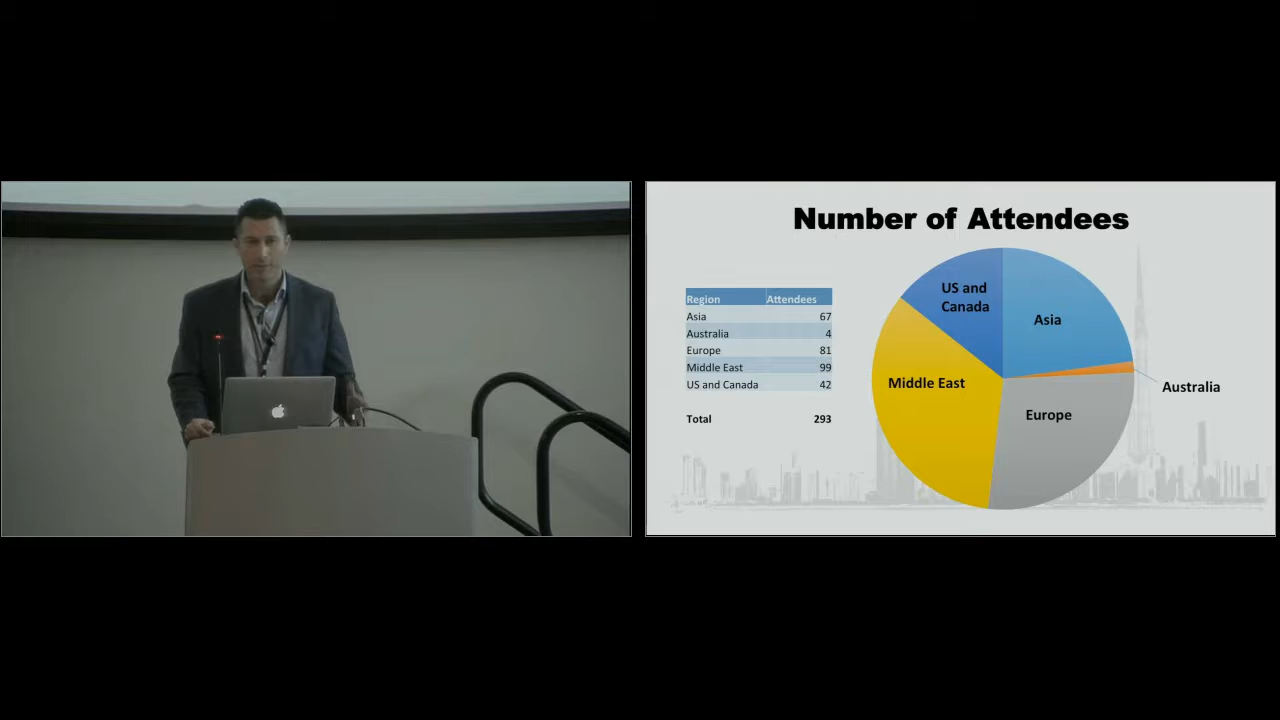 Number of Attendees
Region Attendees
Asia 67
Australia 4
Europe 81
Middle East 99
US and Canada 42
Total 293
US and
Canada
Asia
Middle East
Australia
Europe